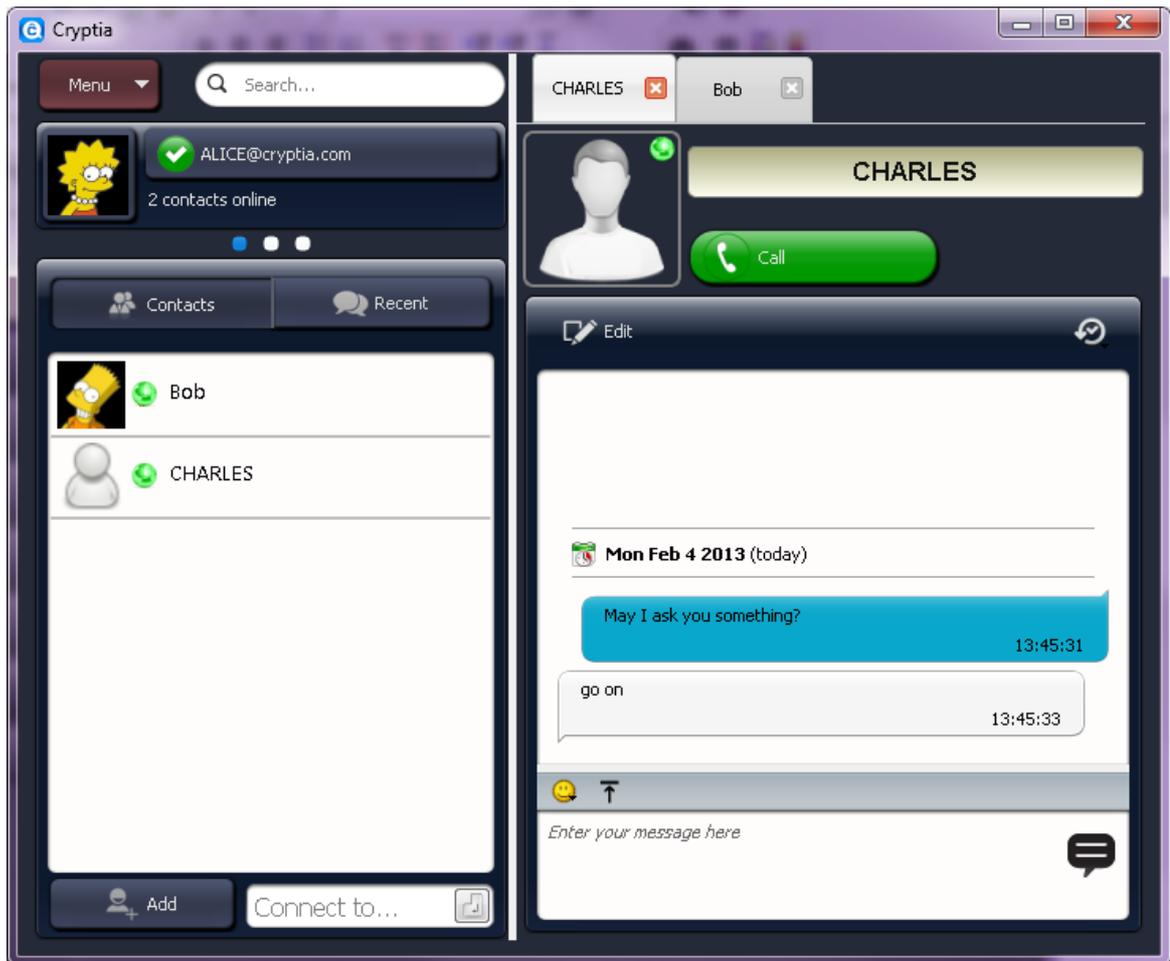 Cryptia
Menu
Search...
ALICE@cryptia.com
2 contacts online
Contacts
Recent
Bob
CHARLES
Add
Connect to...
CHARLES
Bob
CHARLES
Call
Edit
Mon Feb 4 2013 (today)
May I ask you something?
13:45:31
go on
13:45:33
Enter your message here